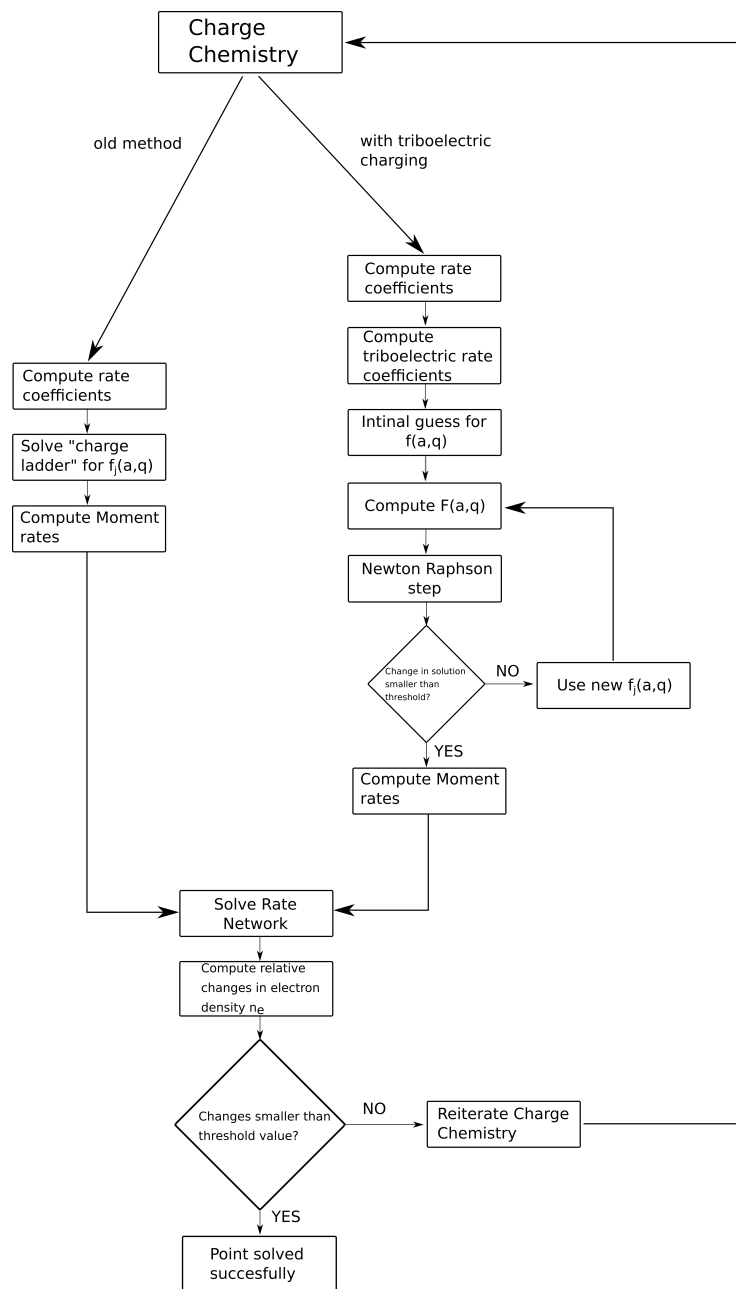 Charge
Chemistry
old method
with triboelectric
charging
Compute rate
coefficients
Compute
triboelectric rate
coefficients
Intinal guess for
f(a,q)
Compute F(a,q)
Newton Raphson
step
Change in solution
smaller than
threshold?
NO
Use new fj(a,q)
YES
Compute Moment
rates
Compute rate
coefficients
Solve "charge
ladder" for fj(a,q)
Compute Moment
rates
Solve Rate
Network
Compute relative
changes in electron
density ne
Changes smaller than
threshold value?
NO
Reiterate Charge
Chemistry
YES
Point solved
succesfully